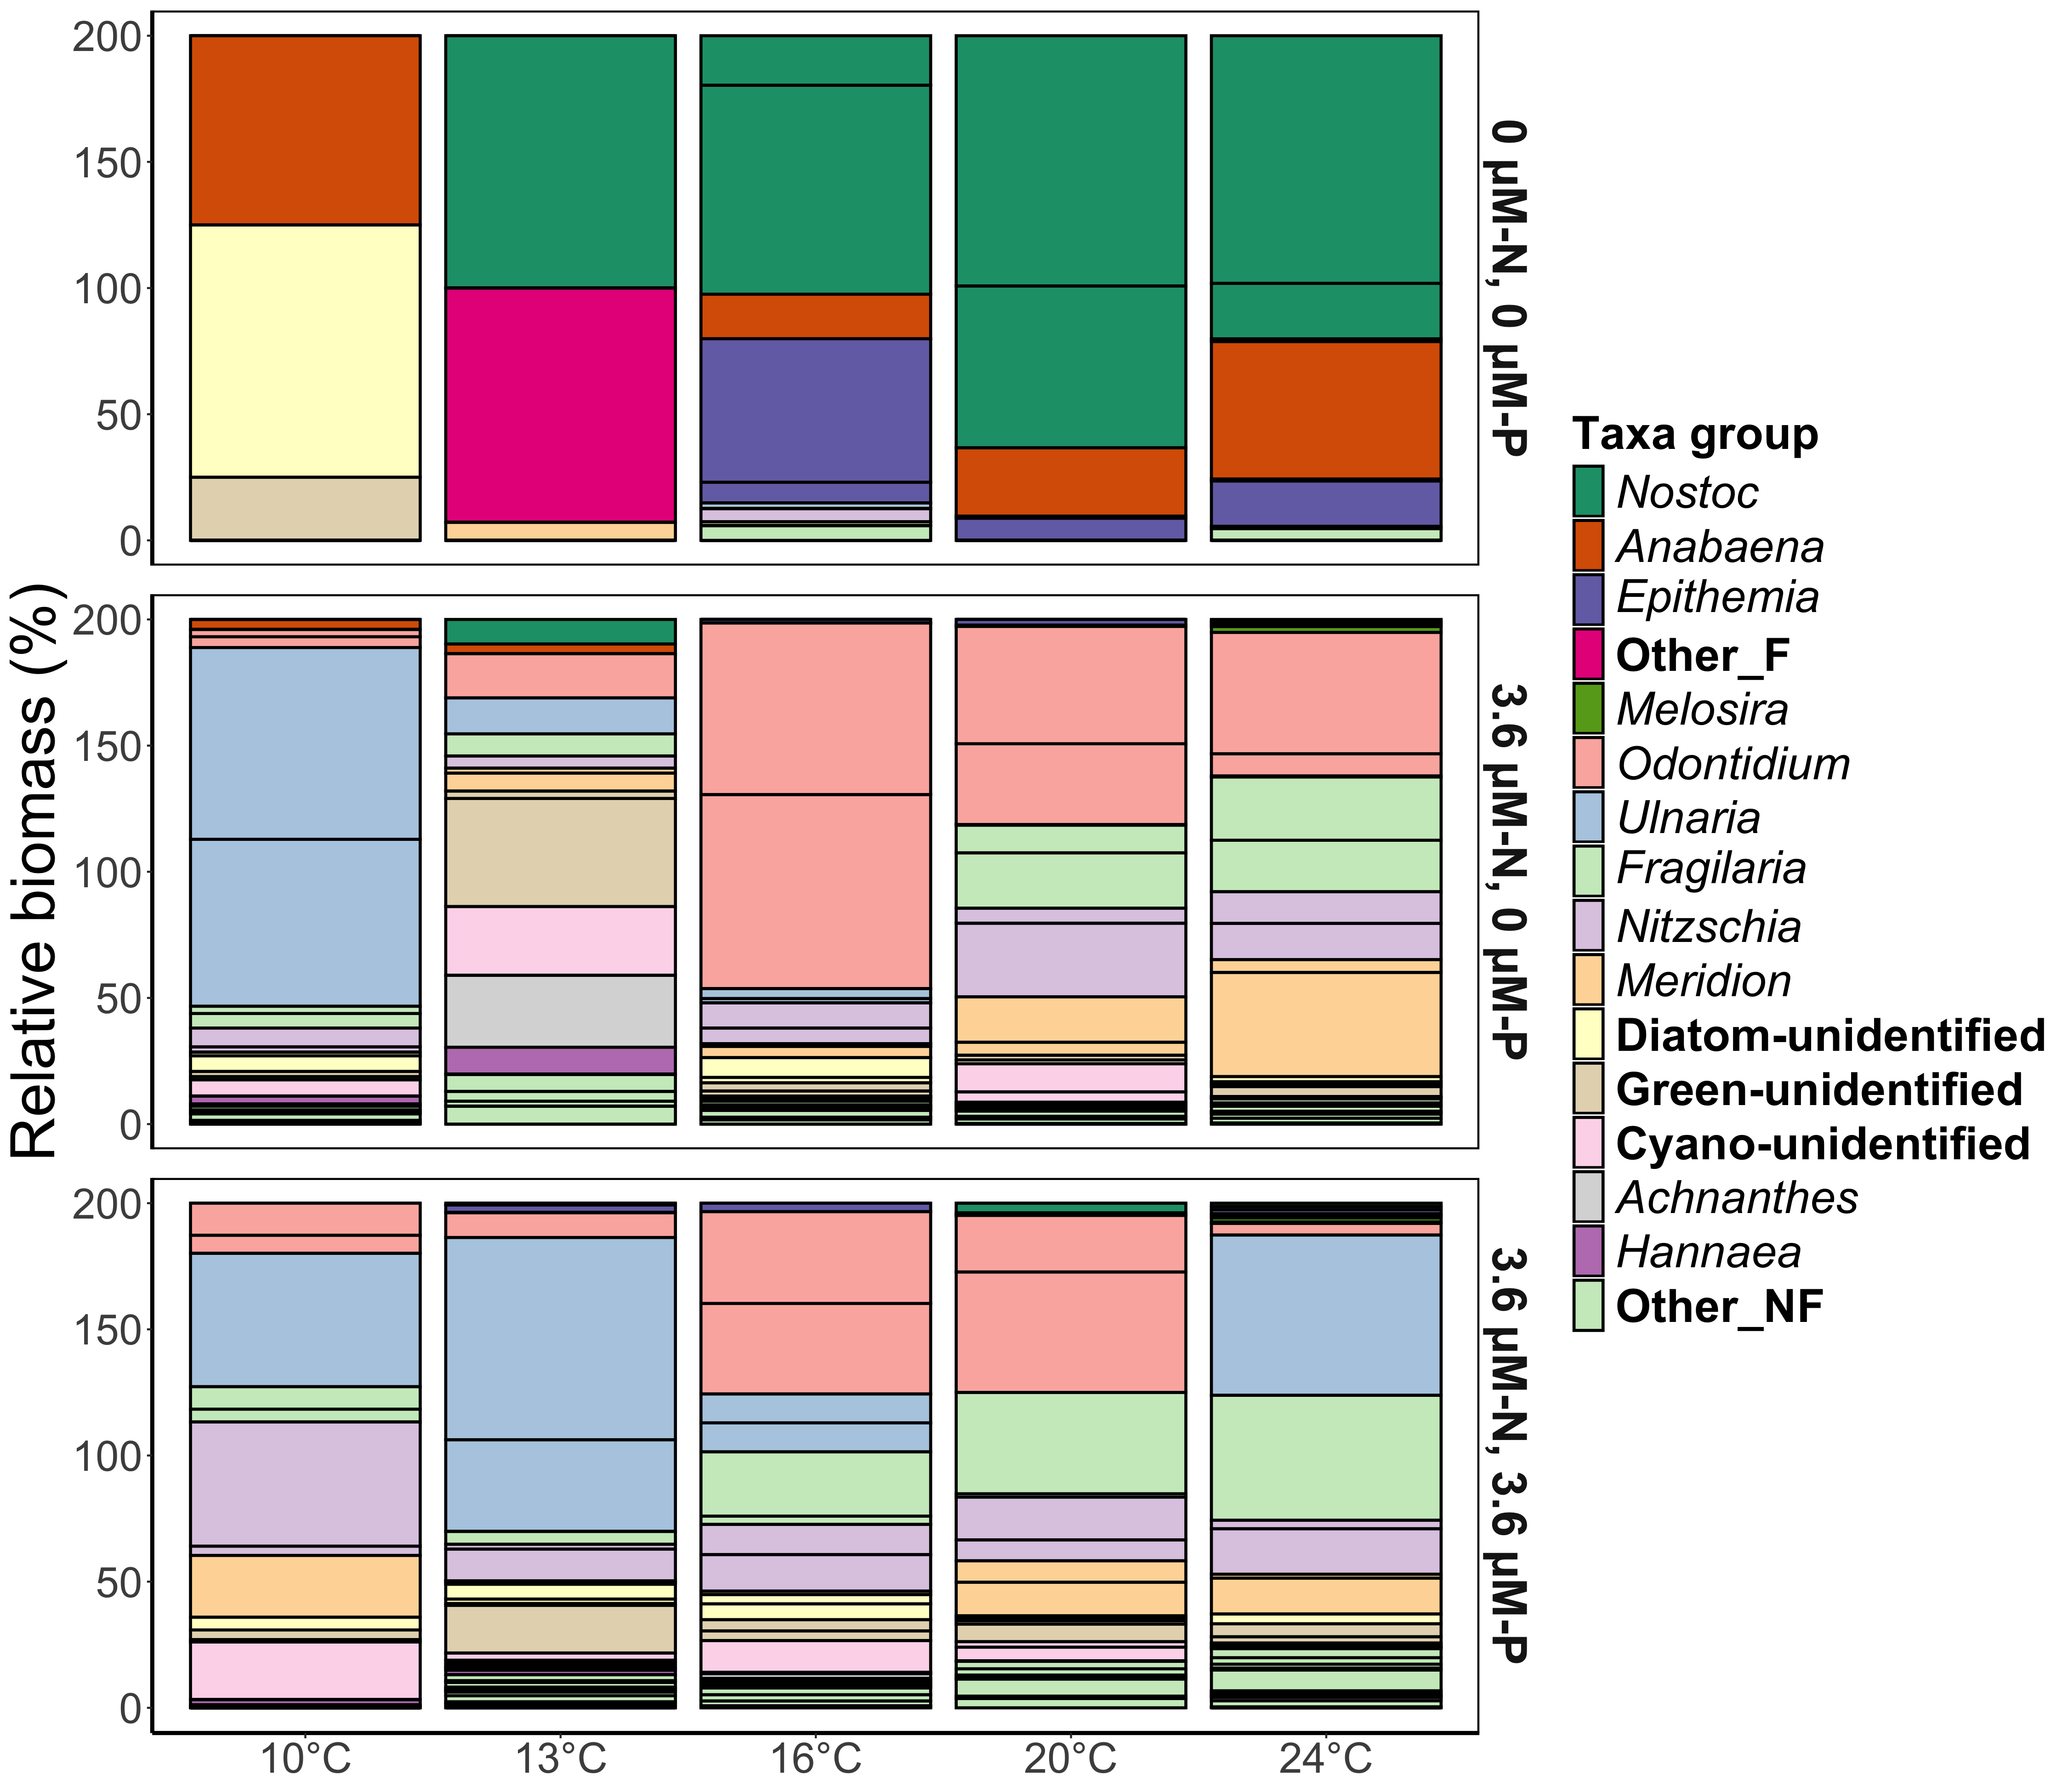 Relative biomass (%)
200
150
100
50
0
0 µM-N, 0 µM-P
200
150
100
50
0
3.6 µM-N, 0 µM-P
200
150
100
50
0
3.6 µM-N, 3.6 µM-P
10°C 13°C 16°C 20°C 24°C
Taxa group
Nostoc
Anabaena
Epithemia
Other_F
Melosira
Odontidium
Ulnaria
Fragilaria
Nitzschia
Meridion
Diatom-unidentified
Green-unidentified
Cyano-unidentified
Achnanthes
Hannaea
Other_NF